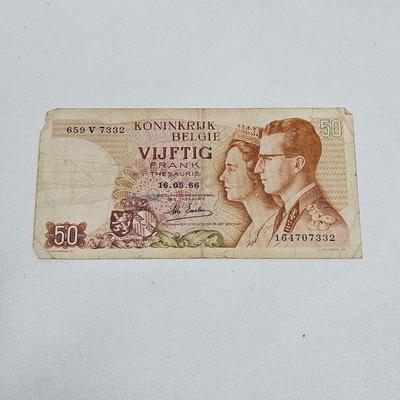 659 V 7332
KONINKRIJK
BELGIE
50
VIJFTIG
FRANK
THESAURIE
16.05.66
50
164707332